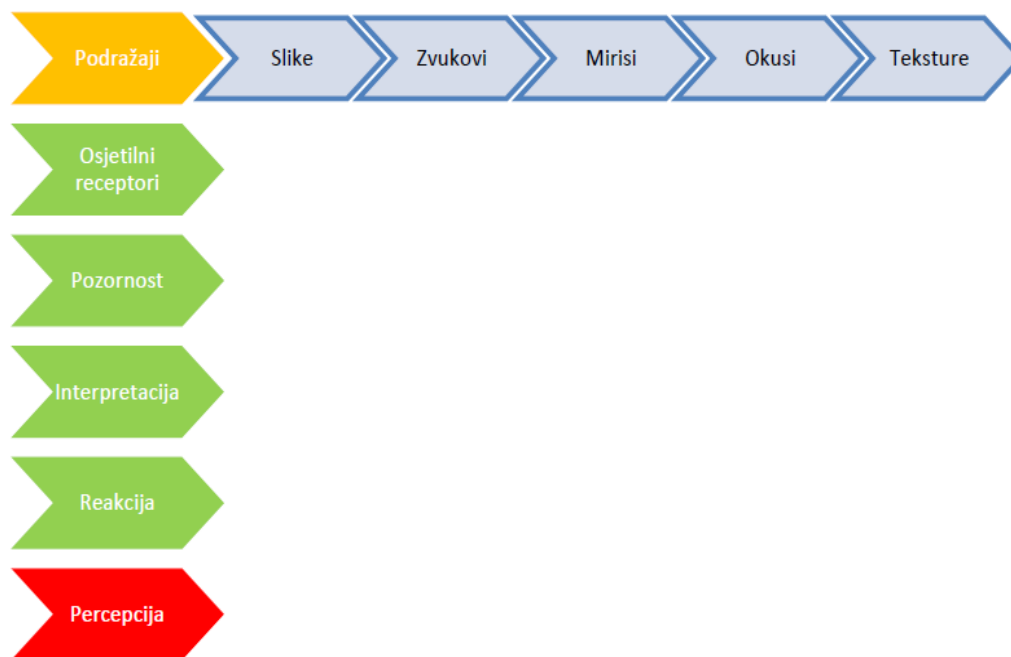 Podražaji
Slike
Zvukovi
Mirisi
Okusi
Teksture
Osjetilni
receptori
Pozornost
Interpretacija
Reakcija
Percepcija